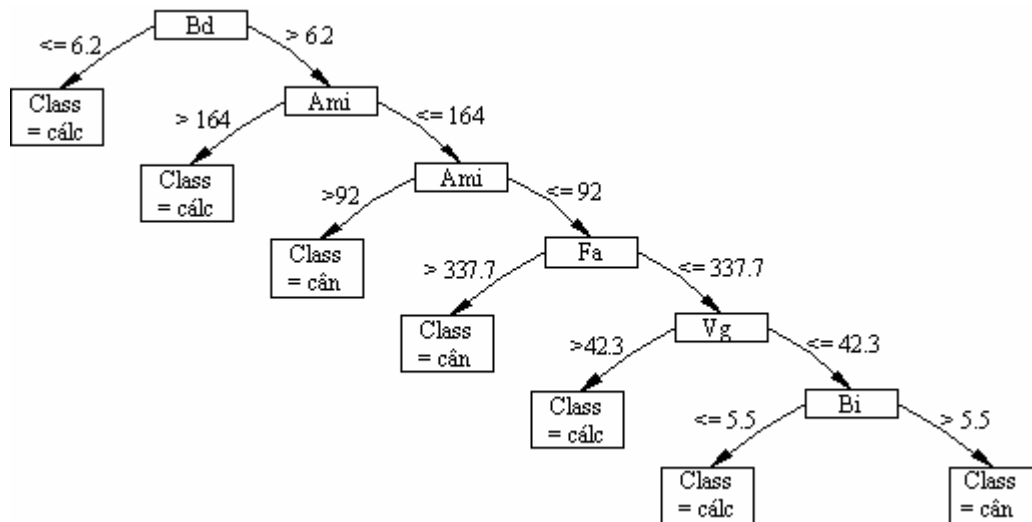 Bd
<= 6.2
> 6.2
Class
= cálc
Ami
> 164
<= 164
Class
= cálc
Ami
>92
<= 92
Class
= cân
Fa
> 337.7
<= 337.7
Class
= cân
Vg
>42.3
<= 42.3
Class
= cálc
Bi
<= 5.5
> 5.5
Class
= cálc
Class
= cân